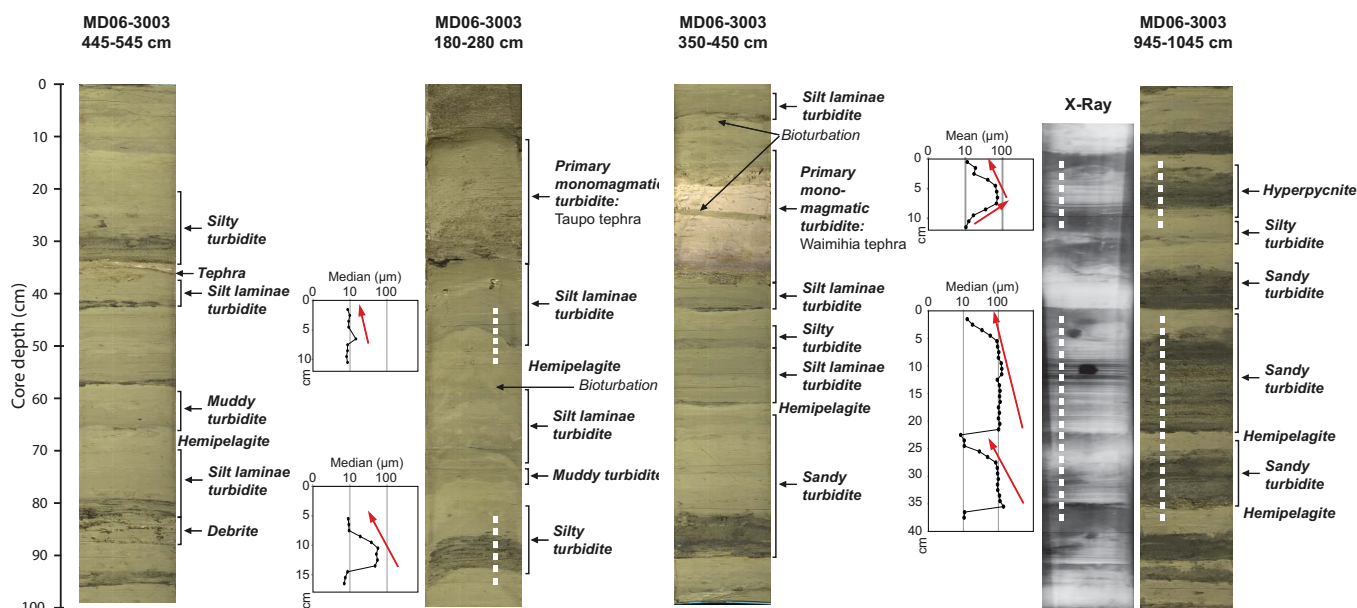 MD06-3003
445-545 cm
MD06-3003
180-280 cm
MD06-3003
350-450 cm
MD06-3003
945-1045 cm
Core depth (cm)
0
10
20
30
40
50
60
70
80
90
100
Silty
turbidite
Tephra
Silt laminae
turbidite
Muddy
turbidite
Hemipelagite
Silt laminae
turbidite
Debrite
Median (µm)
0
10
100
0
5
10
cm
Median (µm)
0
10
100
0
5
10
15
cm
Primary
monomagmatic
turbidite:
Taupo tephra
Silt laminae
turbidite
Hemipelagite
Bioturbation
Silt laminae
turbidite
Muddy turbidite
Silty
turbidite
Silt laminae
turbidite
Bioturbation
Primary
mono-
magmatic
turbidite:
Waimihia tephra
Silt laminae
turbidite
Silty
turbidite
Silt laminae
turbidite
Hemipelagite
Sandy
turbidite
Mean (µm)
0
10
100
0
5
10
cm
Median (µm)
0
10
100
0
5
10
15
20
25
30
35
40
cm
X-Ray
Hyperpycnite
Silty
turbidite
Sandy
turbidite
Sandy
turbidite
Hemipelagite
Sandy
turbidite
Hemipelagite